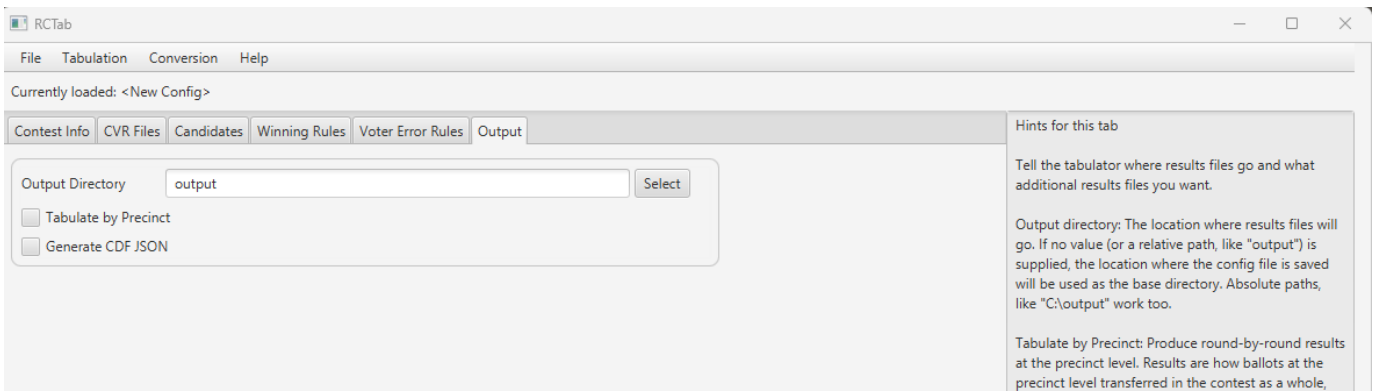 RCTab
File Tabulation Conversion Help
Currently loaded: <New Config>
Contest Info CVR Files Candidates Winning Rules Voter Error Rules Output
Output Directory output Select
Tabulate by Precinct
Generate CDF JSON
Hints for this tab
Tell the tabulator where results files go and what
additional results files you want.
Output directory: The location where results files will
go. If no value (or a relative path, like "output") is
supplied, the location where the config file is saved
will be used as the base directory. Absolute paths,
like "C:\output" work too.
Tabulate by Precinct: Produce round-by-round results
at the precinct level. Results are how ballots at the
precinct level transferred in the contest as a whole,